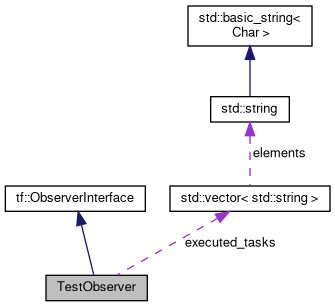 std::basic_string<
Char >
std::string
elements
tf::ObserverInterface
std::vector< std::string >
executed_tasks
TestObserver